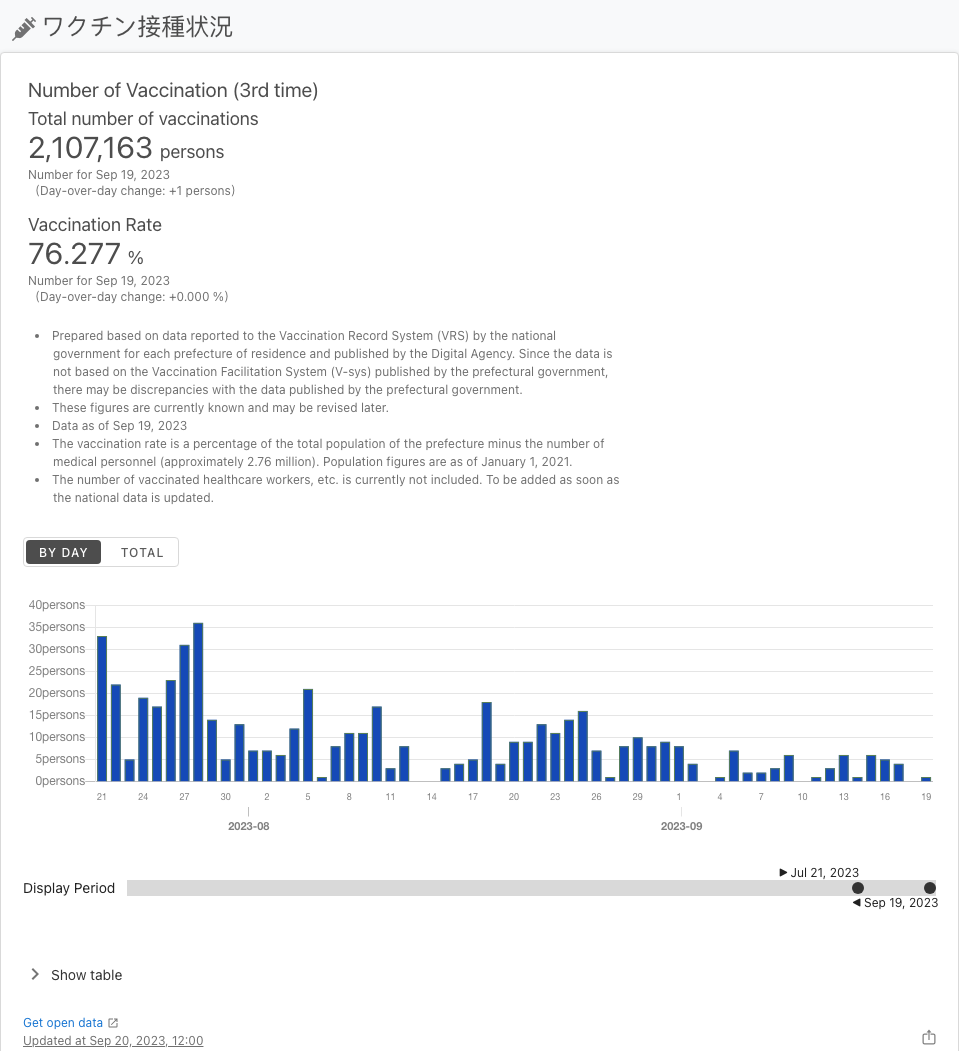 ワクチン接種状況
Number of Vaccination (3rd time)
Total number of vaccinations
2,107,163 persons
Number for Sep 19, 2023
(Day-over-day change: +1 persons)
Vaccination Rate
76.277 %
Number for Sep 19, 2023
(Day-over-day change: +0.000 %)
• Prepared based on data reported to the Vaccination Record System (VRS) by the national
government for each prefecture of residence and published by the Digital Agency. Since the data is
not based on the Vaccination Facilitation System (V-sys) published by the prefectural government,
there may be discrepancies with the data published by the prefectural government.
• These figures are currently known and may be revised later.
• Data as of Sep 19, 2023
• The vaccination rate is a percentage of the total population of the prefecture minus the number of
medical personnel (approximately 2.76 million). Population figures are as of January 1, 2021.
• The number of vaccinated healthcare workers, etc. is currently not included. To be added as soon as
the national data is updated.
BY DAY TOTAL
40persons
35persons
30persons
25persons
20persons
15persons
10persons
5persons
0persons
21 24 27 30 2 5 8 11 14 17 20 23 26 29 1 4 7 10 13 16 19
2023-08 2023-09
Jul 21, 2023
Display Period
Sep 19, 2023
Show table
Get open data
Updated at Sep 20, 2023, 12:00